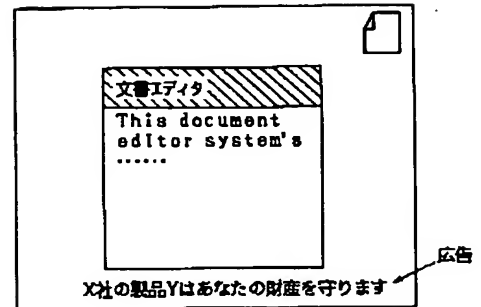 文書エディタ
This document
editor system's
......
広告
X社の製品Yはあなたの財産を守ります